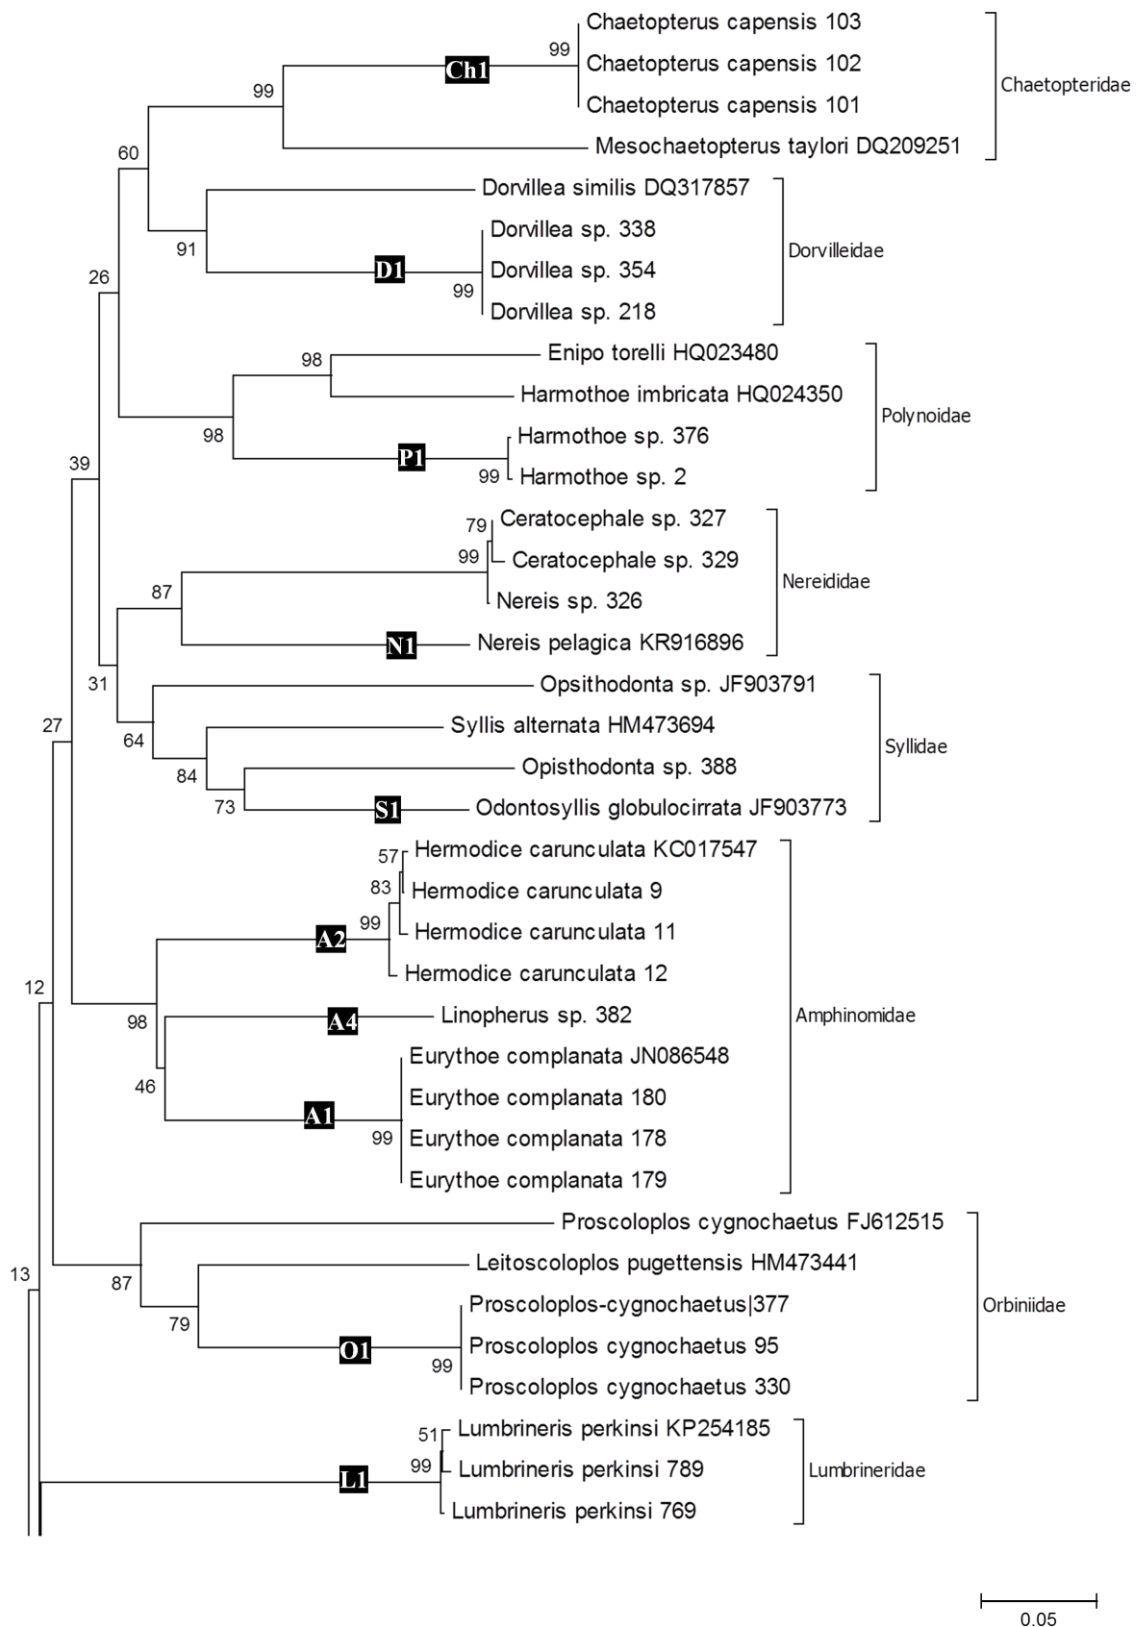 Chaetopterus capensis 103
99
Ch1
Chaetopterus capensis 102
99
Chaetopteridae
Chaetopterus capensis 101
60
Mesochaetopterus taylori DQ209251
Dorvillea similis DQ317857
Dorvillea sp. 338
91
Dorvilleidae
D1
Dorvillea sp. 354
26
99
Dorvillea sp. 218
Enipo torelli HQ023480
98
Harmothoe imbricata HQ024350
Polynoidae
98
Harmothoe sp. 376
39
P1
99
Harmothoe sp. 2
79
Ceratocephale sp. 327
99
Ceratocephale sp. 329
Nereididae
87
Nereis sp. 326
N1
Nereis pelagica KR916896
31
Opsithodonta sp. JF903791
27
Syllis alternata HM473694
64
Syllidae
84
Opisthodonta sp. 388
73
S1
Odontosyllis globulocirrata JF903773
57
Hermodice carunculata KC017547
83
Hermodice carunculata 9
99
A2
Hermodice carunculata 11
Hermodice carunculata 12
12
98
A4
Linopherus sp. 382
Amphinomidae
Eurythoe complanata JN086548
46
Eurythoe complanata 180
A1
99
Eurythoe complanata 178
Eurythoe complanata 179
Proscoloplos cygnochaetus FJ612515
13
87
Leitoscoloplos pugettensis HM473441
Proscoloplos-cygnochaetus|377
Orbiniidae
79
O1
Proscoloplos cygnochaetus 95
99
Proscoloplos cygnochaetus 330
51
Lumbrineris perkinsi KP254185
99
L1
Lumbrineris perkinsi 789
Lumbrineridae
Lumbrineris perkinsi 769
0.05